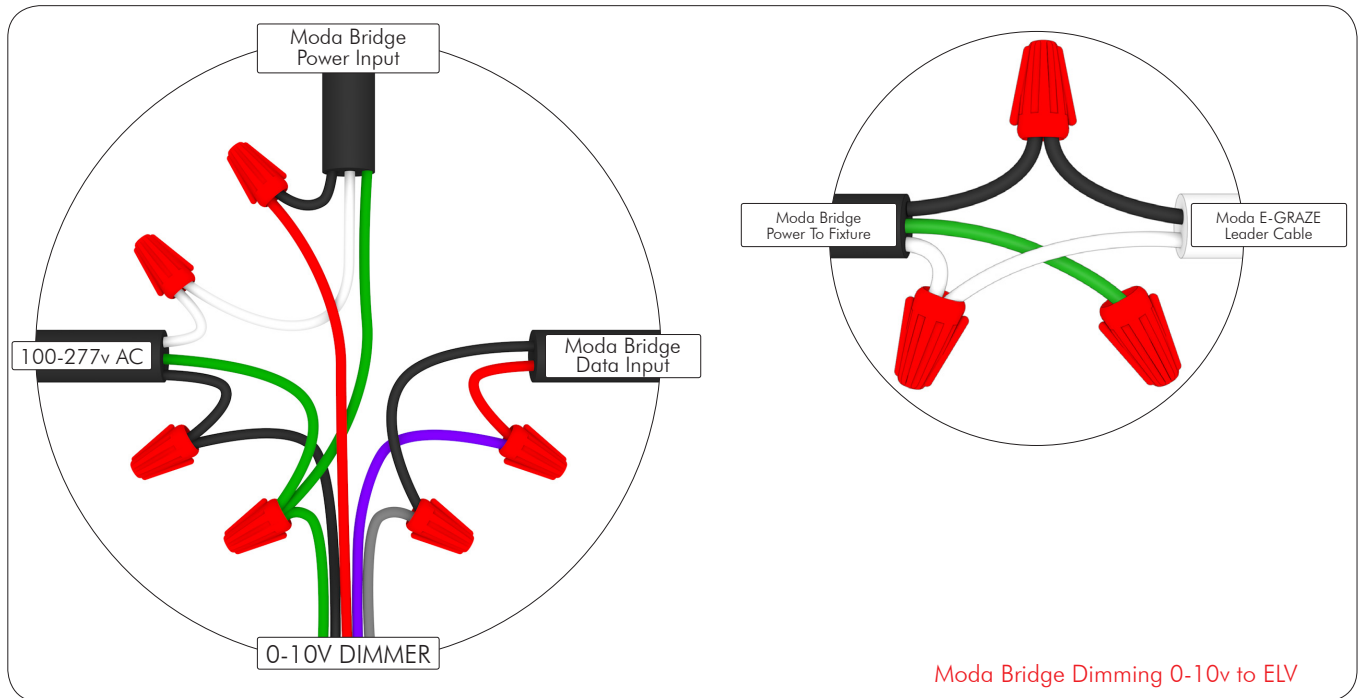 Moda Bridge
Power Input
100-277v AC
Moda Bridge
Data Input
0-10V DIMMER
Moda Bridge
Power To Fixture
Moda E-GRAZE
Leader Cable
Moda Bridge Dimming 0-10v to ELV